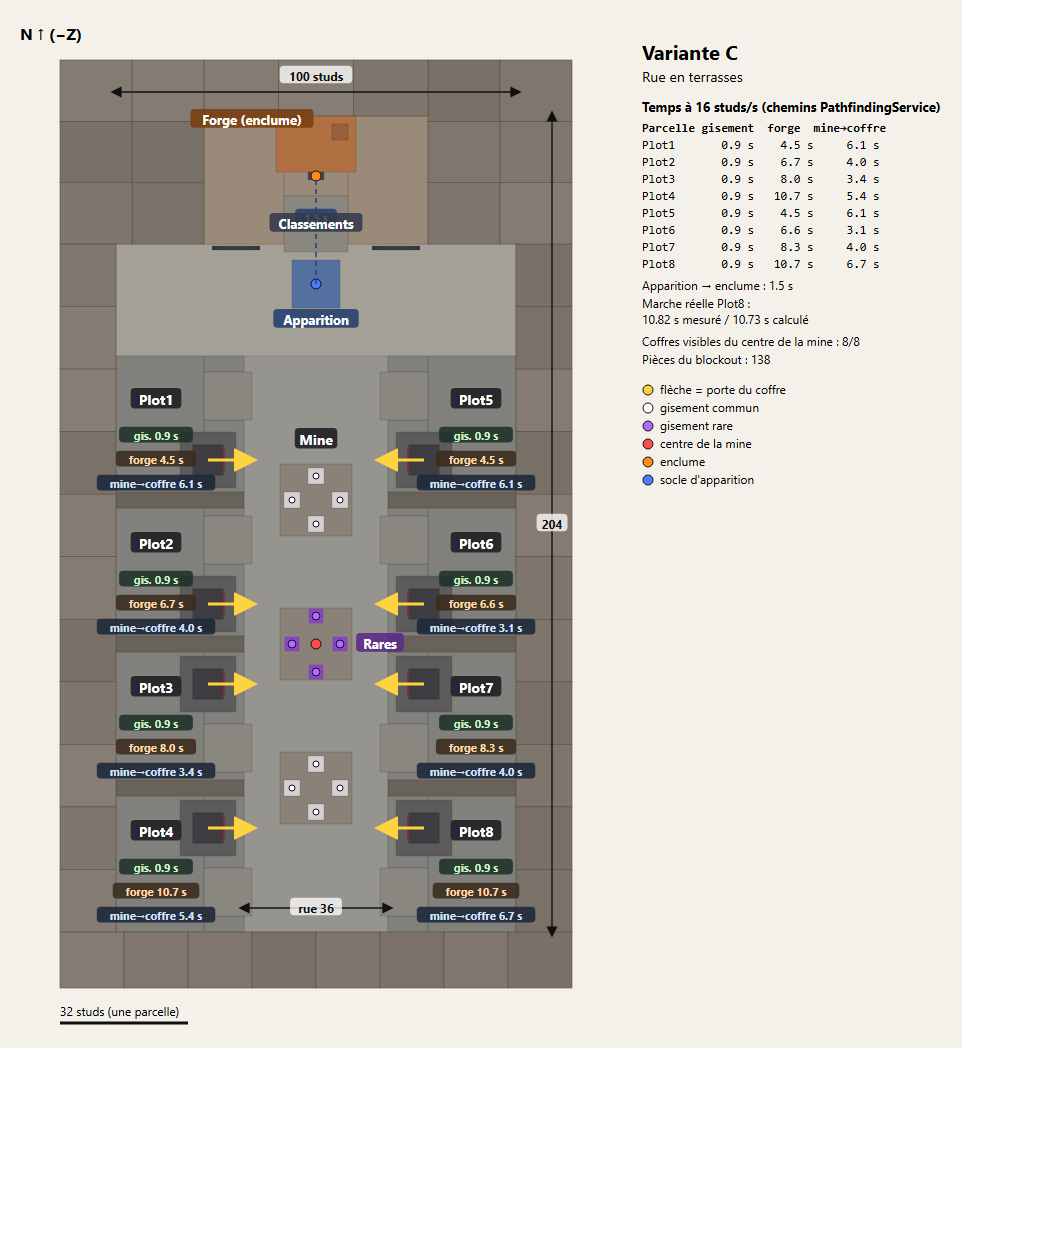 N ↑ (−Z)
100 studs
Forge (enclume)
Classements
Apparition
Plot1
gis. 0.9 s
forge 4.5 s
mine→coffre 6.1 s
Plot5
gis. 0.9 s
forge 4.5 s
mine→coffre 6.1 s
Mine
204
Plot2
gis. 0.9 s
forge 6.7 s
mine→coffre 4.0 s
Plot6
gis. 0.9 s
forge 6.6 s
mine→coffre 3.1 s
Rares
Plot3
gis. 0.9 s
forge 8.0 s
mine→coffre 3.4 s
Plot7
gis. 0.9 s
forge 8.3 s
mine→coffre 4.0 s
Plot4
gis. 0.9 s
forge 10.7 s
mine→coffre 5.4 s
Plot8
gis. 0.9 s
forge 10.7 s
mine→coffre 6.7 s
rue 36
32 studs (une parcelle)
Variante C
Rue en terrasses
Temps à 16 studs/s (chemins PathfindingService)
Parcelle gisement forge mine→coffre
Plot1 0.9 s 4.5 s 6.1 s
Plot2 0.9 s 6.7 s 4.0 s
Plot3 0.9 s 8.0 s 3.4 s
Plot4 0.9 s 10.7 s 5.4 s
Plot5 0.9 s 4.5 s 6.1 s
Plot6 0.9 s 6.6 s 3.1 s
Plot7 0.9 s 8.3 s 4.0 s
Plot8 0.9 s 10.7 s 6.7 s
Apparition → enclume : 1.5 s
Marche réelle Plot8 :
10.82 s mesuré / 10.73 s calculé
Coffres visibles du centre de la mine : 8/8
Pièces du blockout : 138
flèche = porte du coffre
gisement commun
gisement rare
centre de la mine
enclume
socle d'apparition